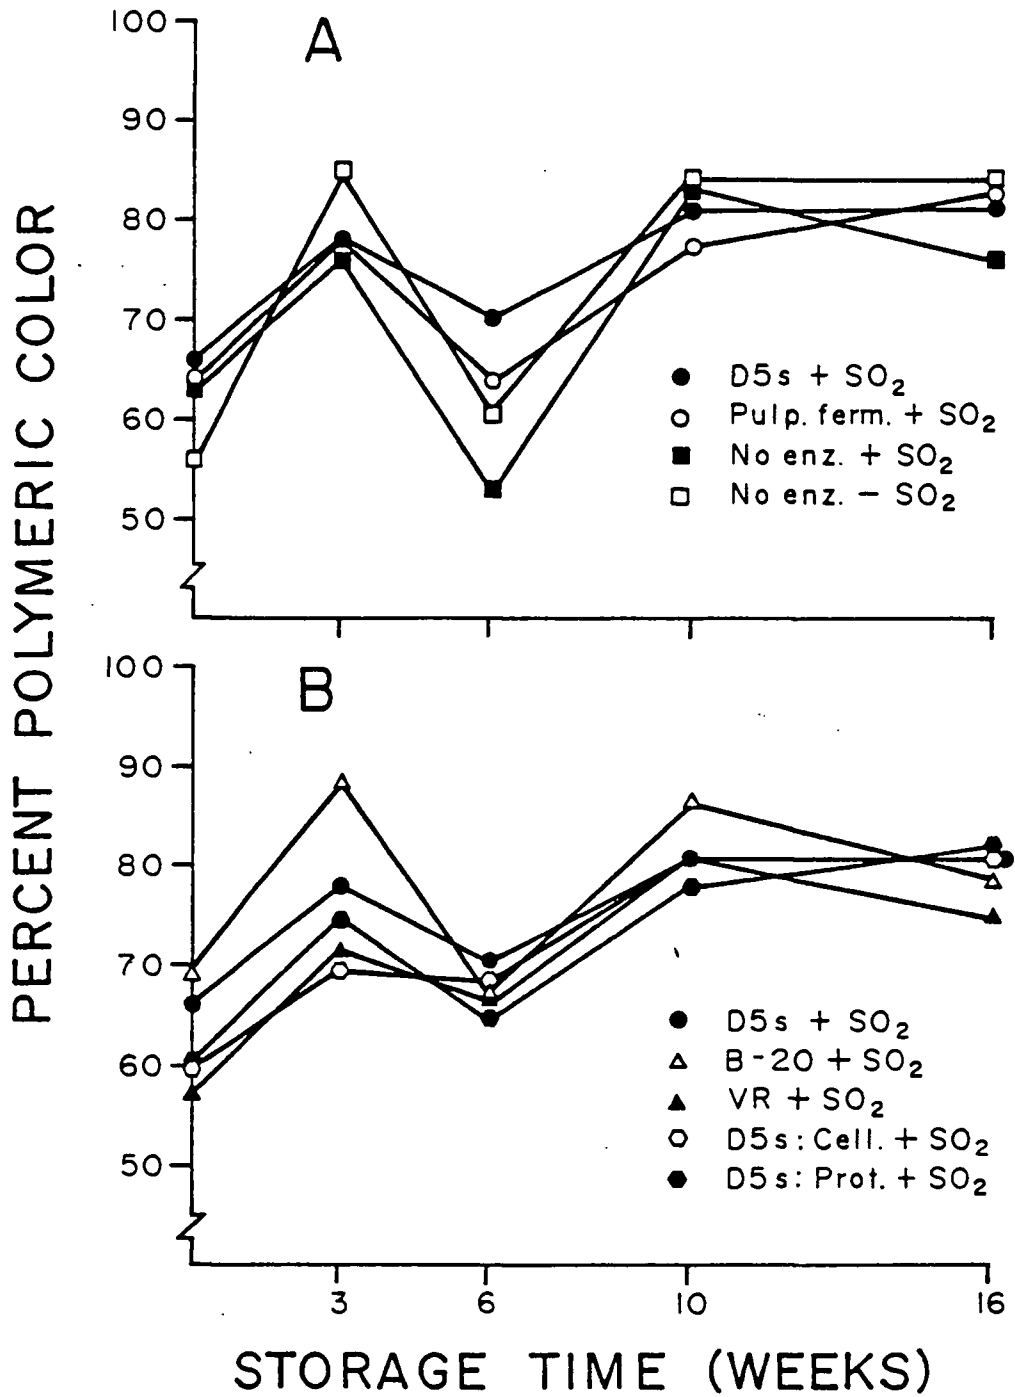 PERCENT POLYMERIC COLOR
A
100
90
80
70
60
50
D5s + SO2
Pulp. ferm. + SO2
No enz. + SO2
No enz. − SO2
B
100
90
80
70
60
50
D5s + SO2
B-20 + SO2
VR + SO2
D5s: Cell. + SO2
D5s: Prot. + SO2
3 6 10 16
STORAGE TIME (WEEKS)